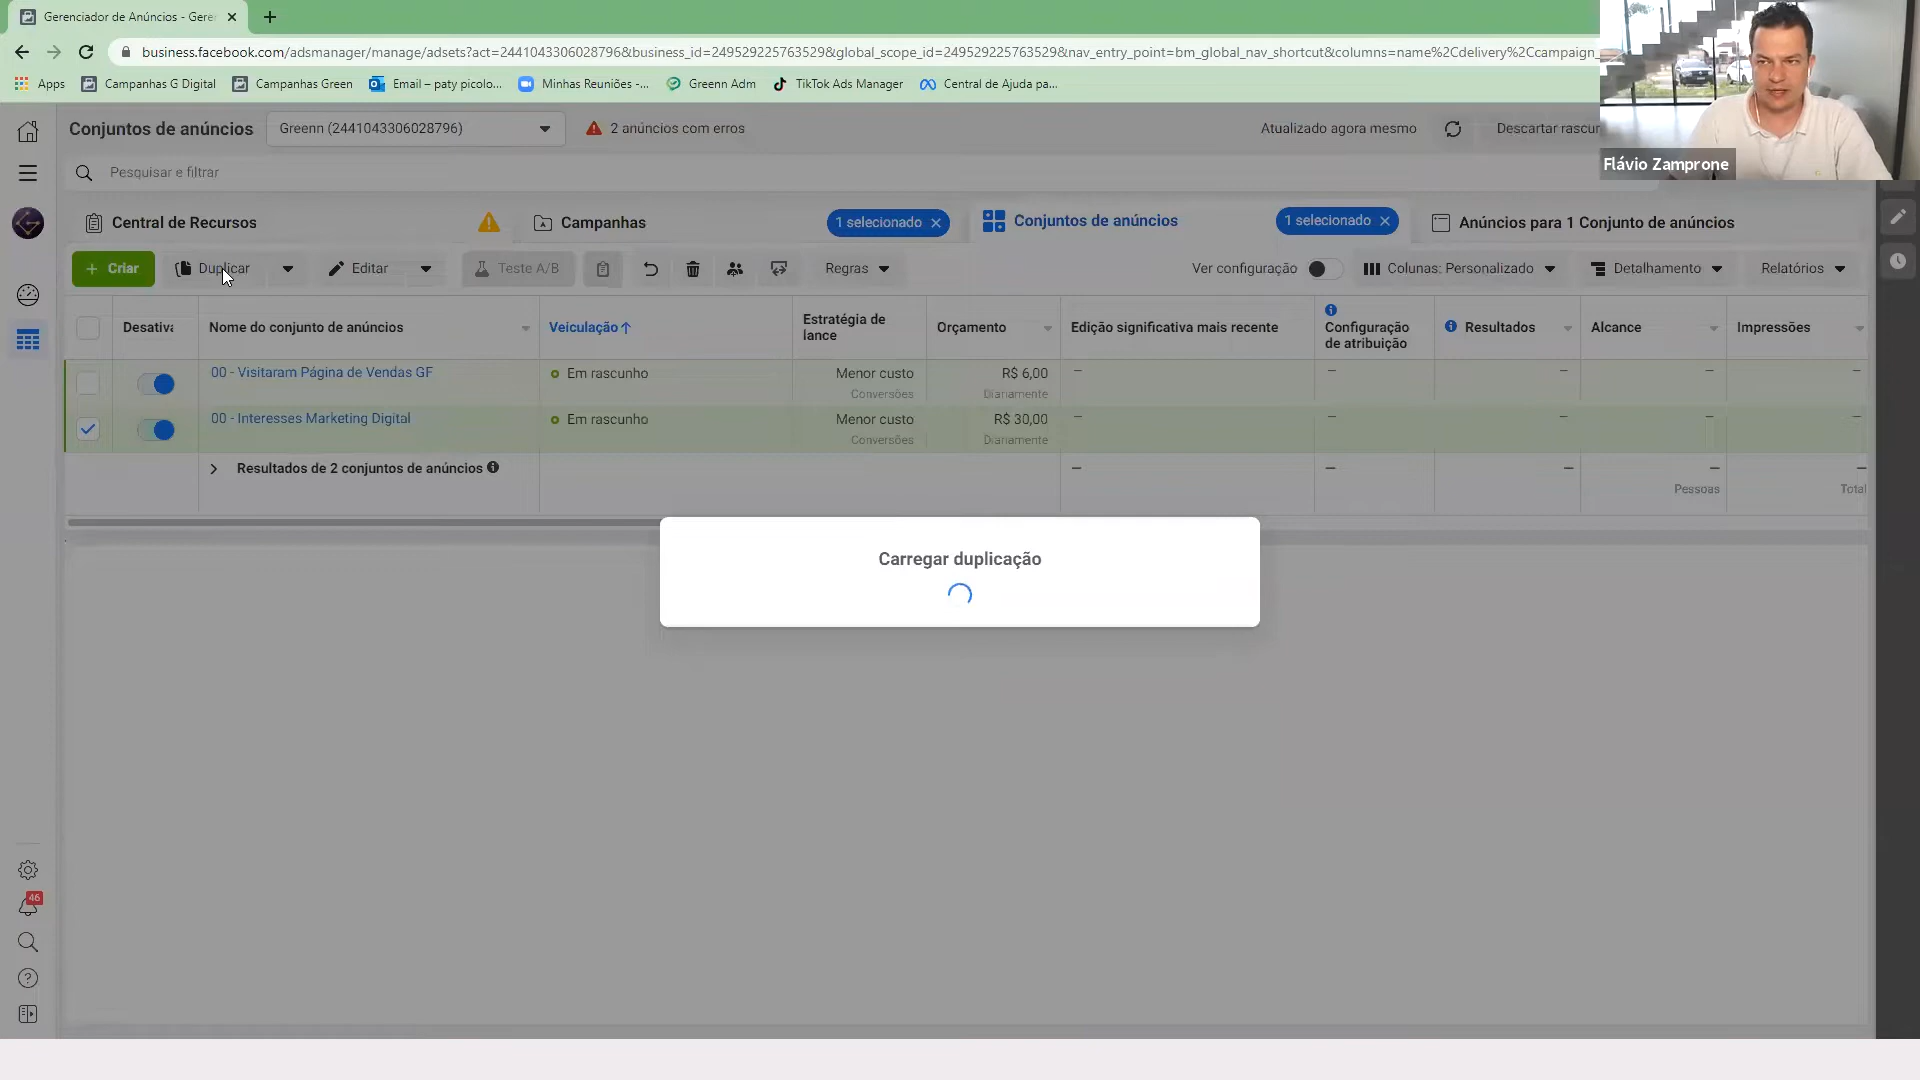 Gerenciador de Anúncios - Gere
business.facebook.com/adsmanager/manage/adsets?act=2441043306028796&business_id=249529225763529&global_scope_id=249529225763529&nav_entry_point=bm_global_nav_shortcut&columns=name%2Cdelivery%2Ccampaign_
Apps Campanhas G Digital Campanhas Green Email – paty picolo... Minhas Reuniões -... Greenn Adm TikTok Ads Manager Central de Ajuda pa...
Conjuntos de anúncios Greenn (2441043306028796) 2 anúncios com erros Atualizado agora mesmo Descartar rascu
Flávio Zamprone
Pesquisar e filtrar
Central de Recursos Campanhas 1 selecionado Conjuntos de anúncios 1 selecionado Anúncios para 1 Conjunto de anúncios
+ Criar Duplicar Editar Teste A/B Regras Ver configuração Colunas: Personalizado Detalhamento Relatórios
Desativa Nome do conjunto de anúncios Veiculação↑ Estratégia de lance Orçamento Edição significativa mais recente Configuração de atribuição Resultados Alcance Impressões
00 - Visitaram Página de Vendas GF Em rascunho Menor custo R$ 6,00 – – – – –
Conversões Diariamente
00 - Interesses Marketing Digital Em rascunho Menor custo R$ 30,00 – – – – –
Conversões Diariamente
Resultados de 2 conjuntos de anúncios – – – – –
Pessoas Total
Carregar duplicação
46